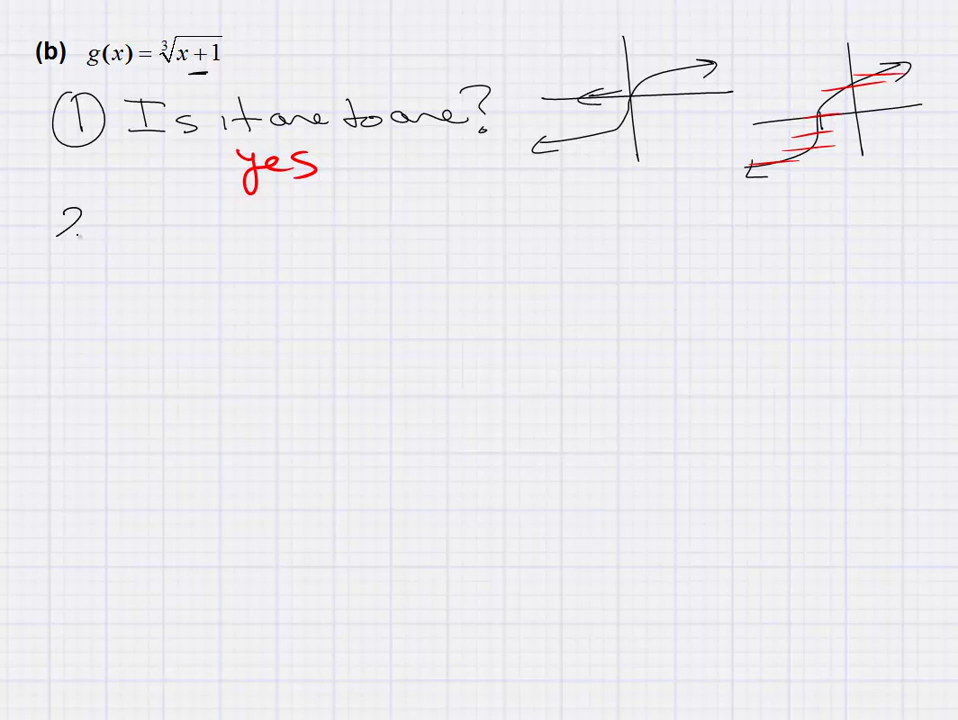 (b) g(x) = ∛(x + 1)
① Is it one to one?
yes
2